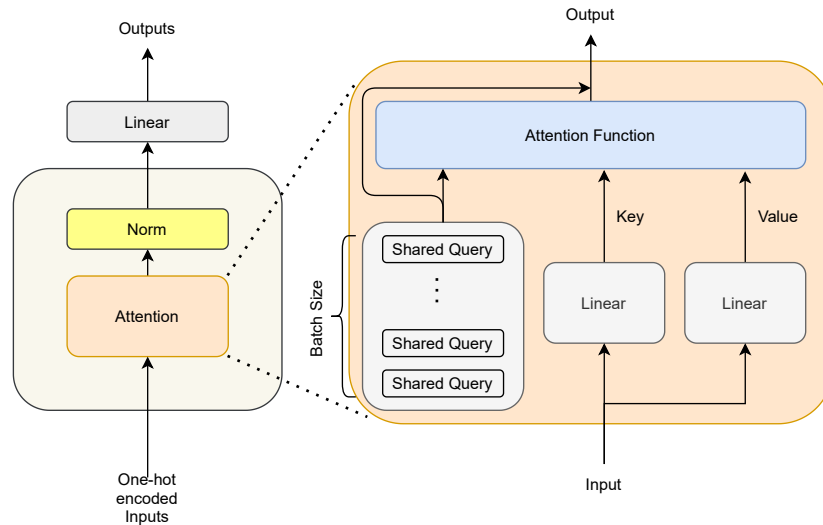 Outputs
Linear
Norm
Attention
One-hot
encoded
Inputs
Output
Attention Function
Key
Value
Batch Size
Shared Query
Shared Query
Shared Query
Linear
Linear
Input